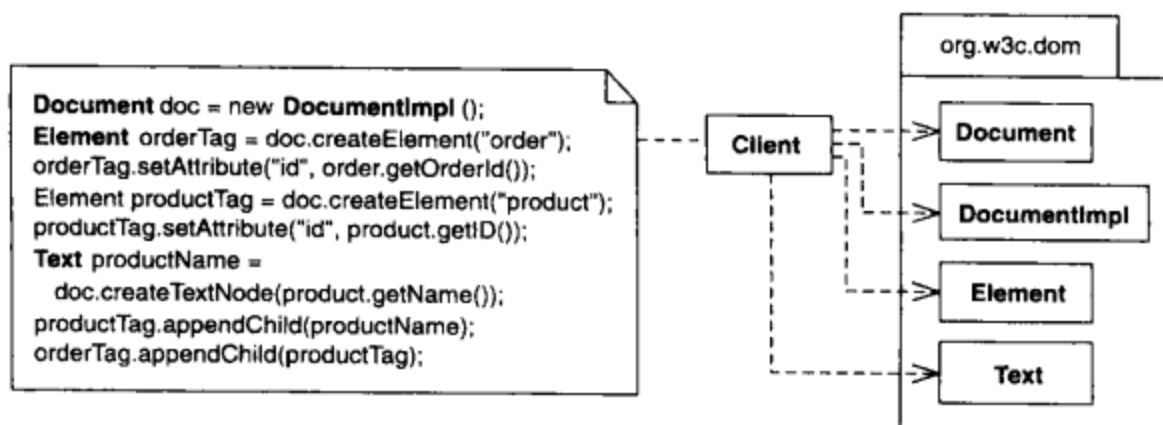 Document doc = new DocumentImpl ();
Element orderTag = doc.createElement("order");
orderTag.setAttribute("id", order.getOrderId());
Element productTag = doc.createElement("product");
productTag.setAttribute("id", product.getID());
Text productName =
doc.createTextNode(product.getName());
productTag.appendChild(productName);
orderTag.appendChild(productTag);
Client
org.w3c.dom
Document
DocumentImpl
Element
Text